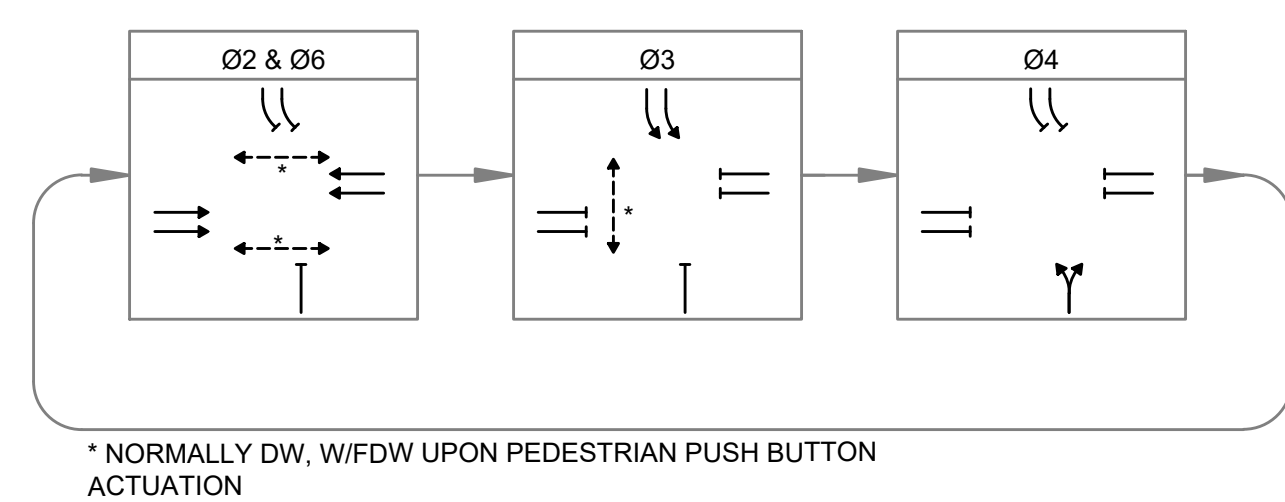 Ø2 & Ø6
Ø3
Ø4
*
*
*
* NORMALLY DW, W/FDW UPON PEDESTRIAN PUSH BUTTON
ACTUATION